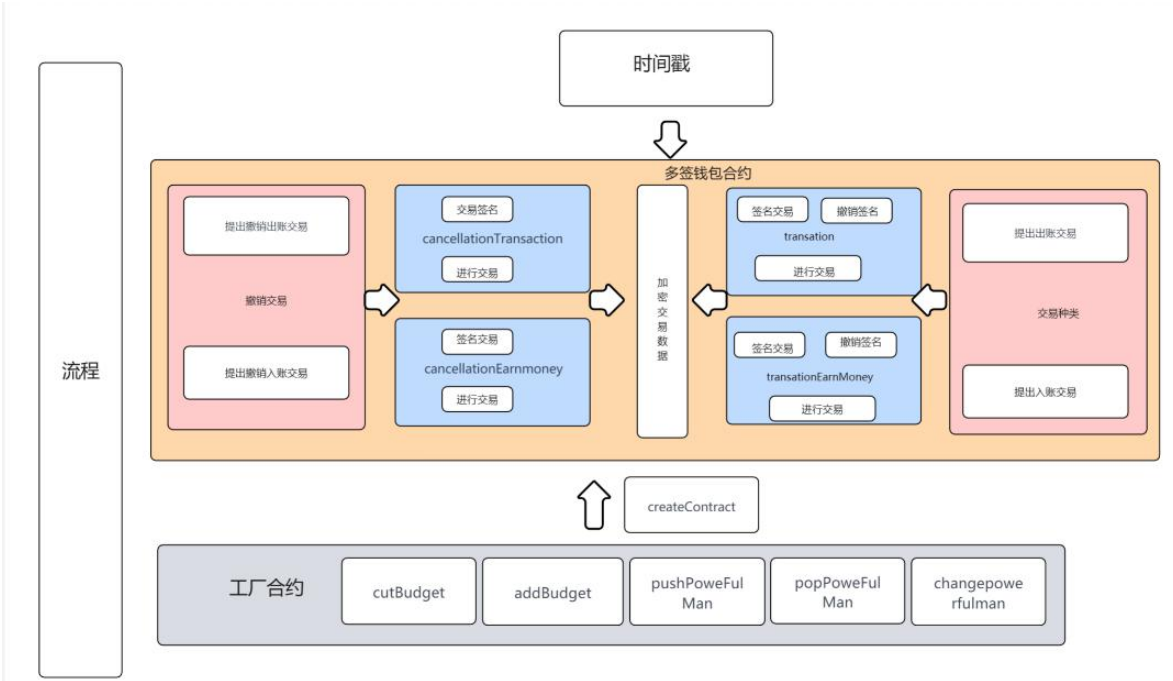 时间戳
流程
多签钱包合约
提出撤销出账交易
撤销交易
提出撤销入账交易
交易签名
cancellationTransaction
进行交易
签名交易
cancellationEarnmoney
进行交易
加
密
交
易
数
据
签名交易
撤销签名
transation
进行交易
签名交易
撤销签名
transationEarnMoney
进行交易
提出出账交易
交易种类
提出入账交易
createContract
工厂合约
cutBudget
addBudget
pushPoweFul
Man
popPoweFul
Man
changepowe
rfulman